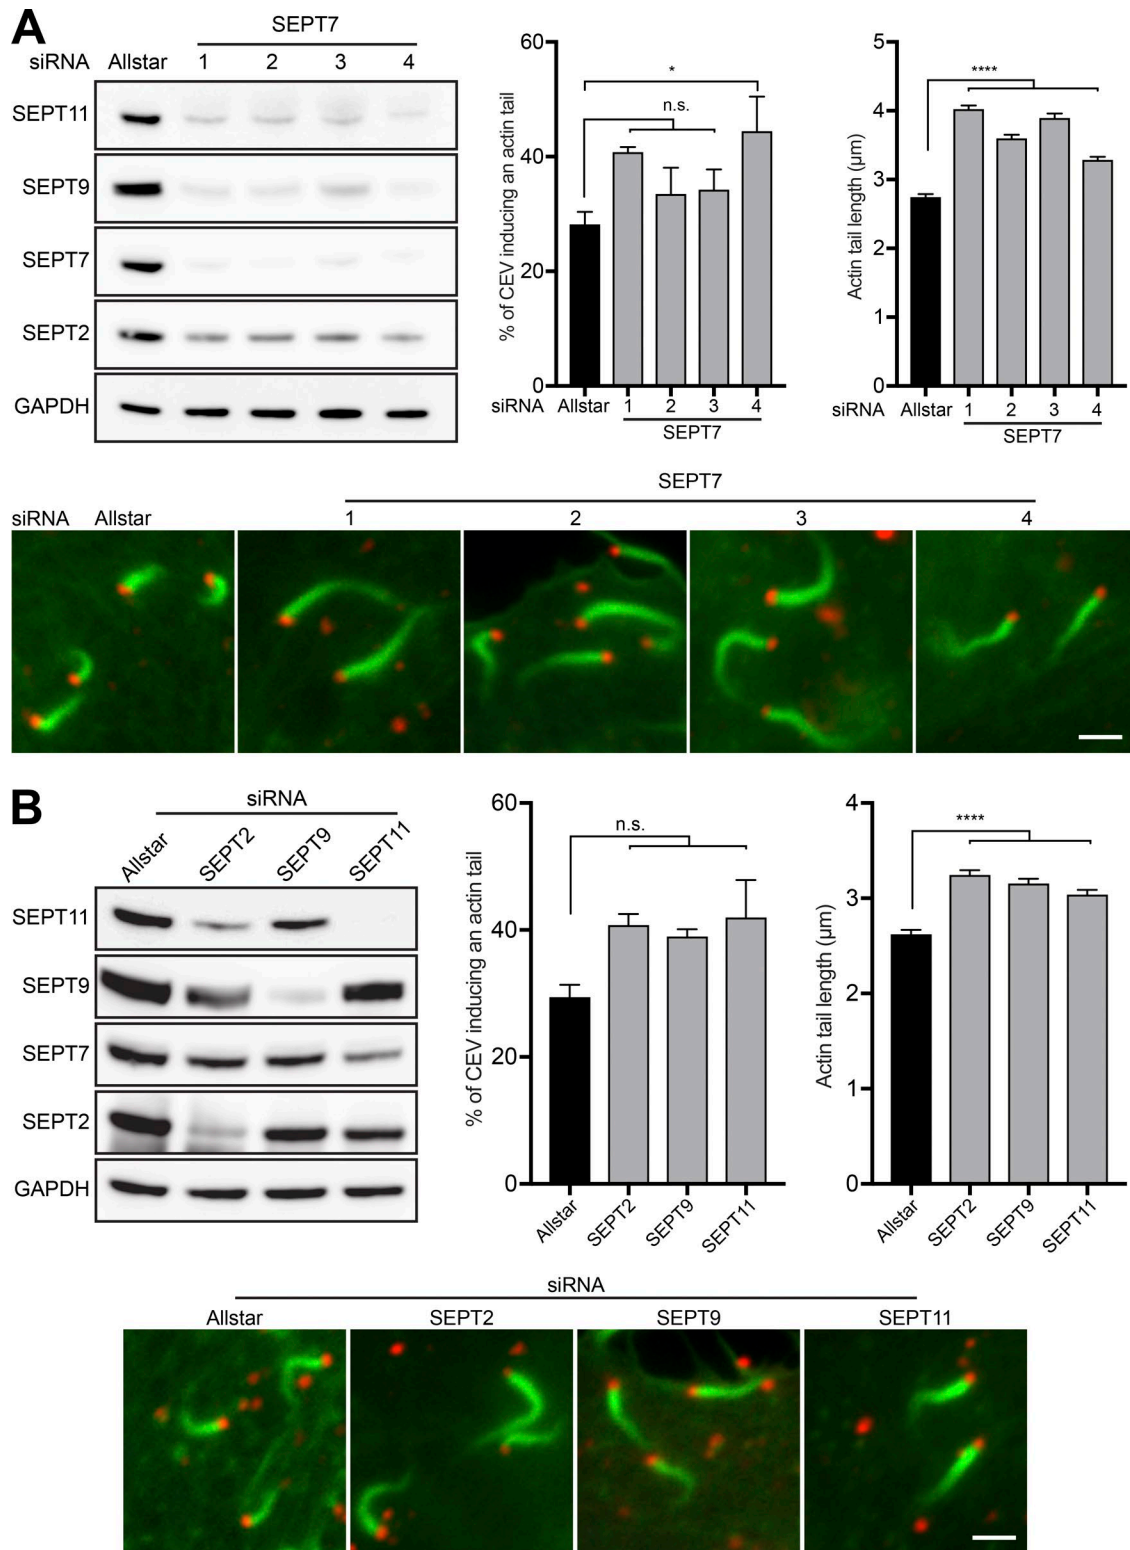 A
SEPT7
siRNA Allstar 1 2 3 4
SEPT11
SEPT9
SEPT7
SEPT2
GAPDH
% of CEV inducing an actin tail
60
40
20
0
*
n.s.
siRNA Allstar 1 2 3 4
SEPT7
Actin tail length (µm)
5
4
3
2
1
0
****
siRNA Allstar 1 2 3 4
SEPT7
SEPT7
siRNA Allstar 1 2 3 4
B
siRNA
Allstar SEPT2 SEPT9 SEPT11
SEPT11
SEPT9
SEPT7
SEPT2
GAPDH
% of CEV inducing an actin tail
60
40
20
0
n.s.
Allstar SEPT2 SEPT9 SEPT11
Actin tail length (µm)
4
3
2
1
0
****
Allstar SEPT2 SEPT9 SEPT11
siRNA
Allstar SEPT2 SEPT9 SEPT11